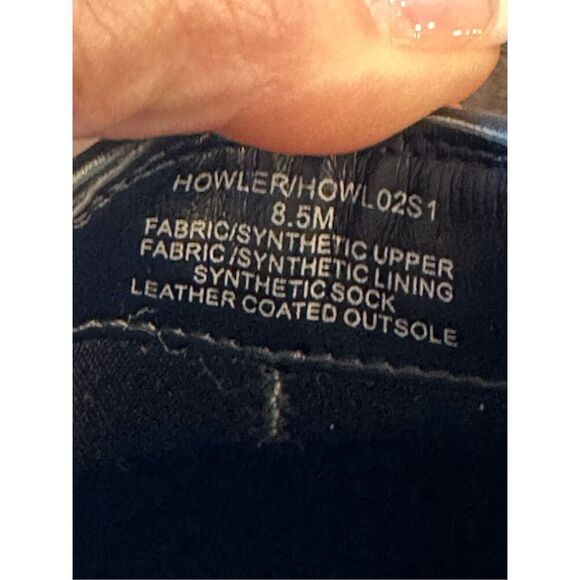 HOWLER/HOWL02S1
8.5M
FABRIC/SYNTHETIC UPPER
FABRIC/SYNTHETIC LINING
SYNTHETIC SOCK
LEATHER COATED OUTSOLE